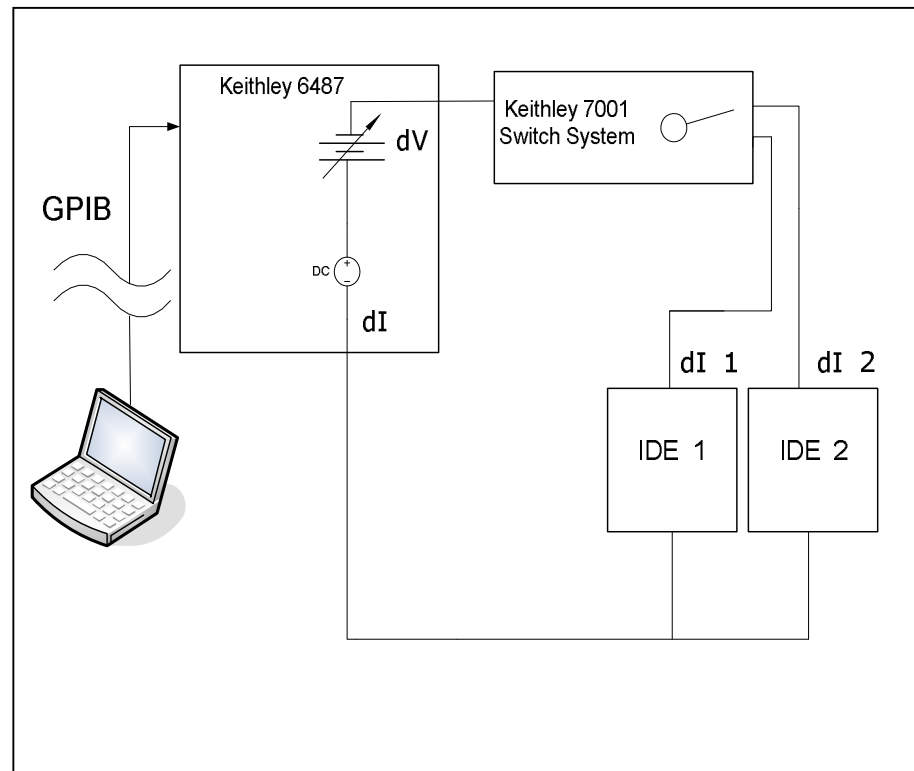 Keithley 6487
dV
Keithley 7001
Switch System
GPIB
DC
+
−
dI
dI 1
dI 2
IDE 1
IDE 2